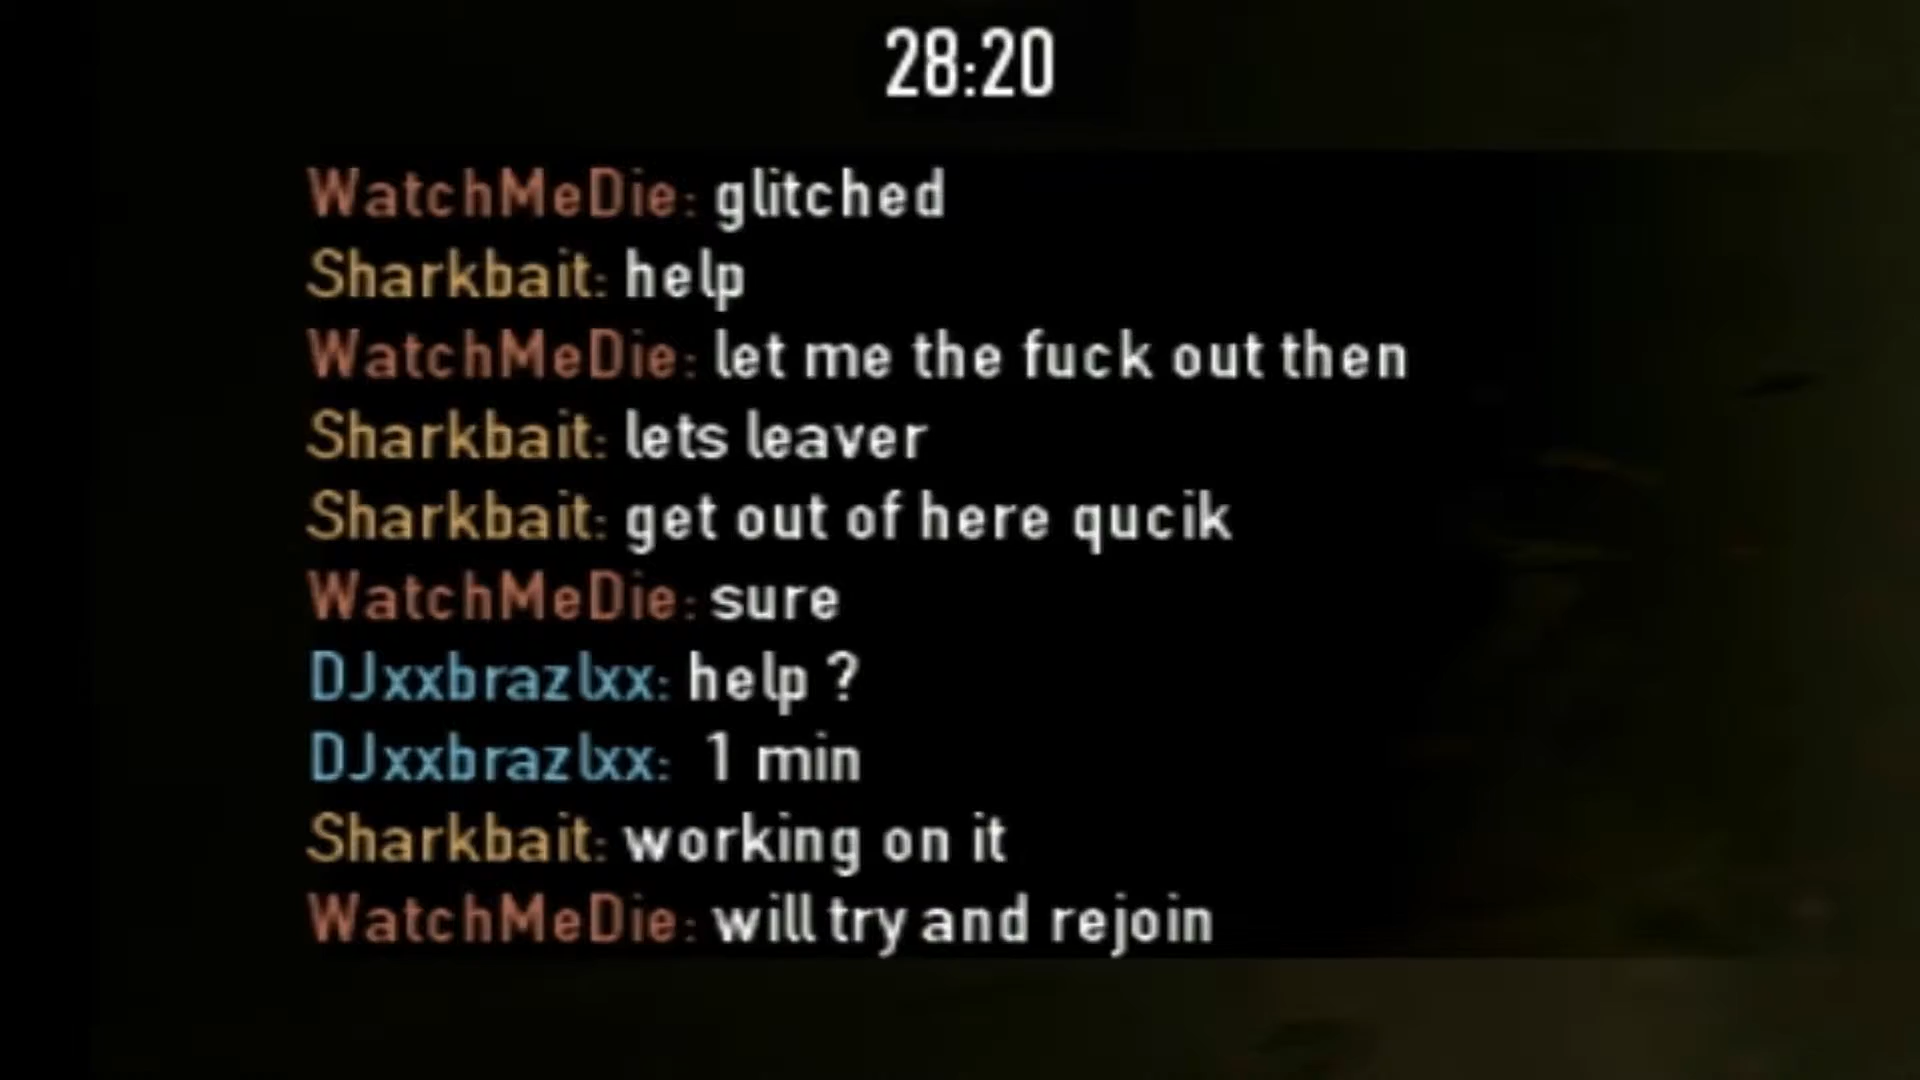 28:20
WatchMeDie: glitched
Sharkbait: help
WatchMeDie: let me the fuck out then
Sharkbait: lets leaver
Sharkbait: get out of here qucik
WatchMeDie: sure
DJxxbrazlxx: help ?
DJxxbrazlxx: 1 min
Sharkbait: working on it
WatchMeDie: will try and rejoin